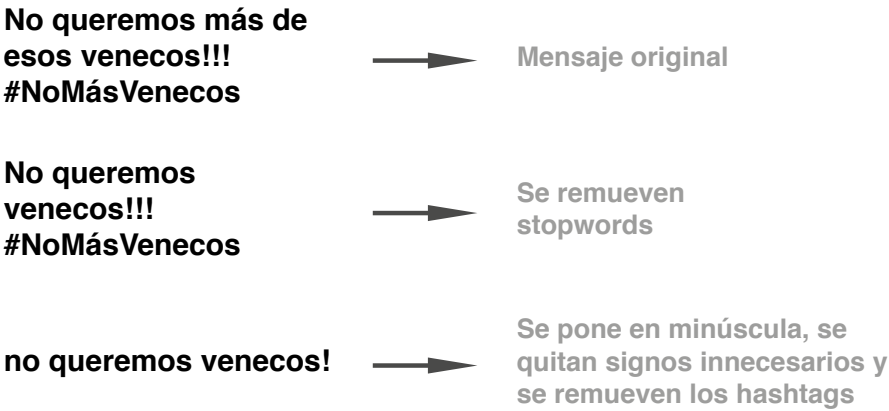 No queremos más de
esos venecos!!!
#NoMásVenecos
Mensaje original
No queremos
venecos!!!
#NoMásVenecos
Se remueven
stopwords
no queremos venecos!
Se pone en minúscula, se
quitan signos innecesarios y
se remueven los hashtags